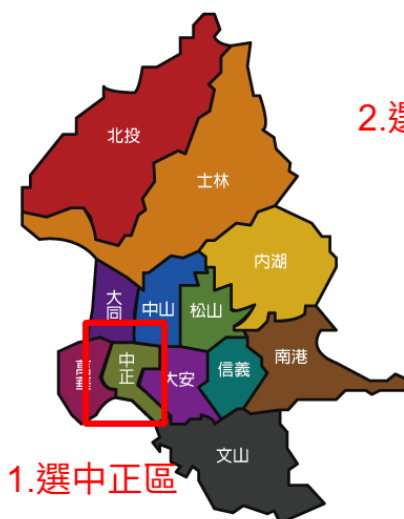 北投
士林
2.選
內湖
大同
中山
松山
萬華
中正
大安
信義
南港
文山
1.選中正區